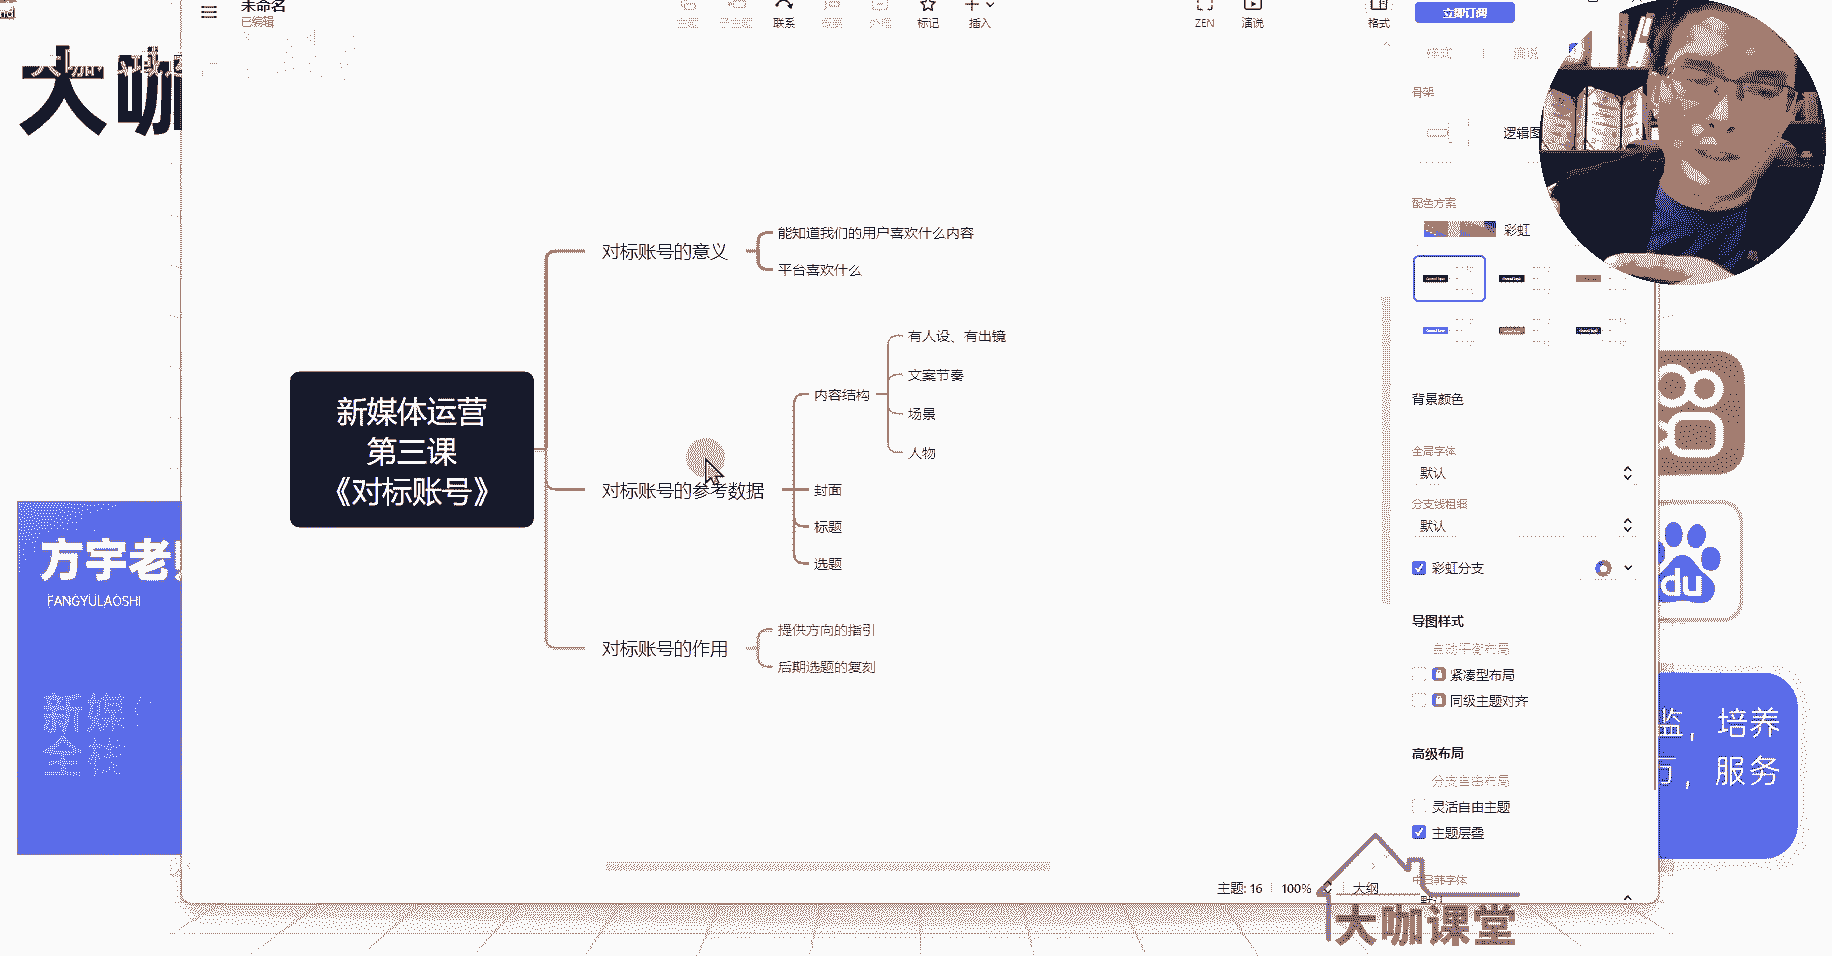 未命名
已编辑
联系
标记
插入
ZEN
演说
格式
立即订阅
大咖
样式
演说
骨架
逻辑图
配色方案
彩虹
对标账号的意义
能知道我们的用户喜欢什么内容
平台喜欢什么
新媒体运营
第三课
《对标账号》
对标账号的参考数据
内容结构
有人设、有出镜
文案节奏
场景
人物
封面
标题
选题
对标账号的作用
提供方向的指引
后期选题的复刻
背景颜色
全局字体
默认
分支线粗细
默认
彩虹分支
导图样式
自动平衡布局
紧凑型布局
同级主题对齐
高级布局
分支自由布局
灵活自由主题
主题层叠
中日韩字体
主题: 16
100%
大纲
方宇老
FANGYULAOSHI
新媒
全栈
du
培养
服务
大咖课堂